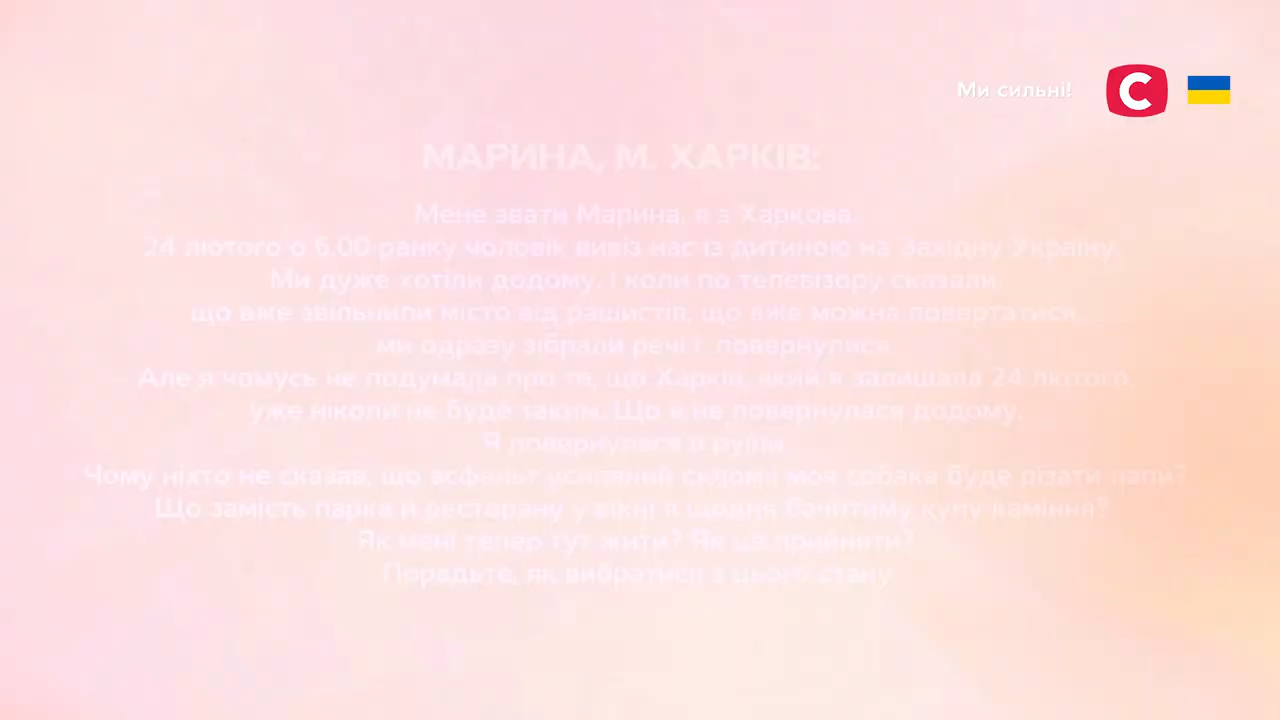 Ми сильні!
МАРИНА, М. ХАРКІВ:
Мене звати Марина, я з Харкова.
24 лютого о 6.00 ранку чоловік вивіз нас із дитиною на Західну Україну.
Ми дуже хотіли додому. І коли по телевізору сказали,
що вже звільнили місто від рашистів, що вже можна повертатися,
ми одразу зібрали речі і повернулися.
Але я чомусь не подумала про те, що Харків, який я залишала 24 лютого,
уже ніколи не буде таким. Що я не повернулася додому.
Я повернулася в руїни.
Чому ніхто не сказав, що асфальт усипаний склом і моя собака буде різати лапи?
Що замість парка й ресторану у вікні я щодня бачитиму купу каміння?
Як мені тепер тут жити? Як це прийняти?
Порадьте, як вибратися з цього стану.